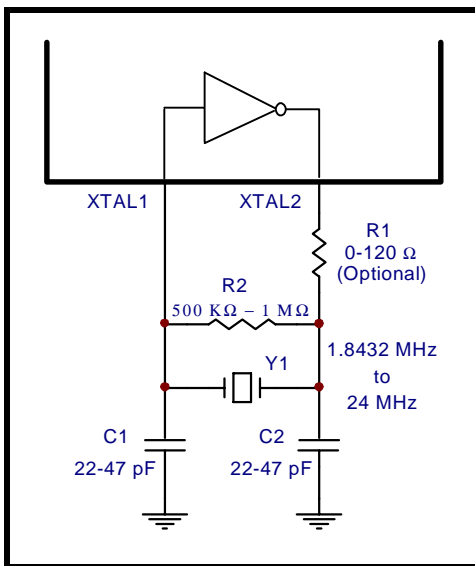 XTAL1
XTAL2
R1
0-120 Ω
(Optional)
R2
500 KΩ – 1 MΩ
1.8432 MHz
to
24 MHz
Y1
C1
22-47 pF
C2
22-47 pF